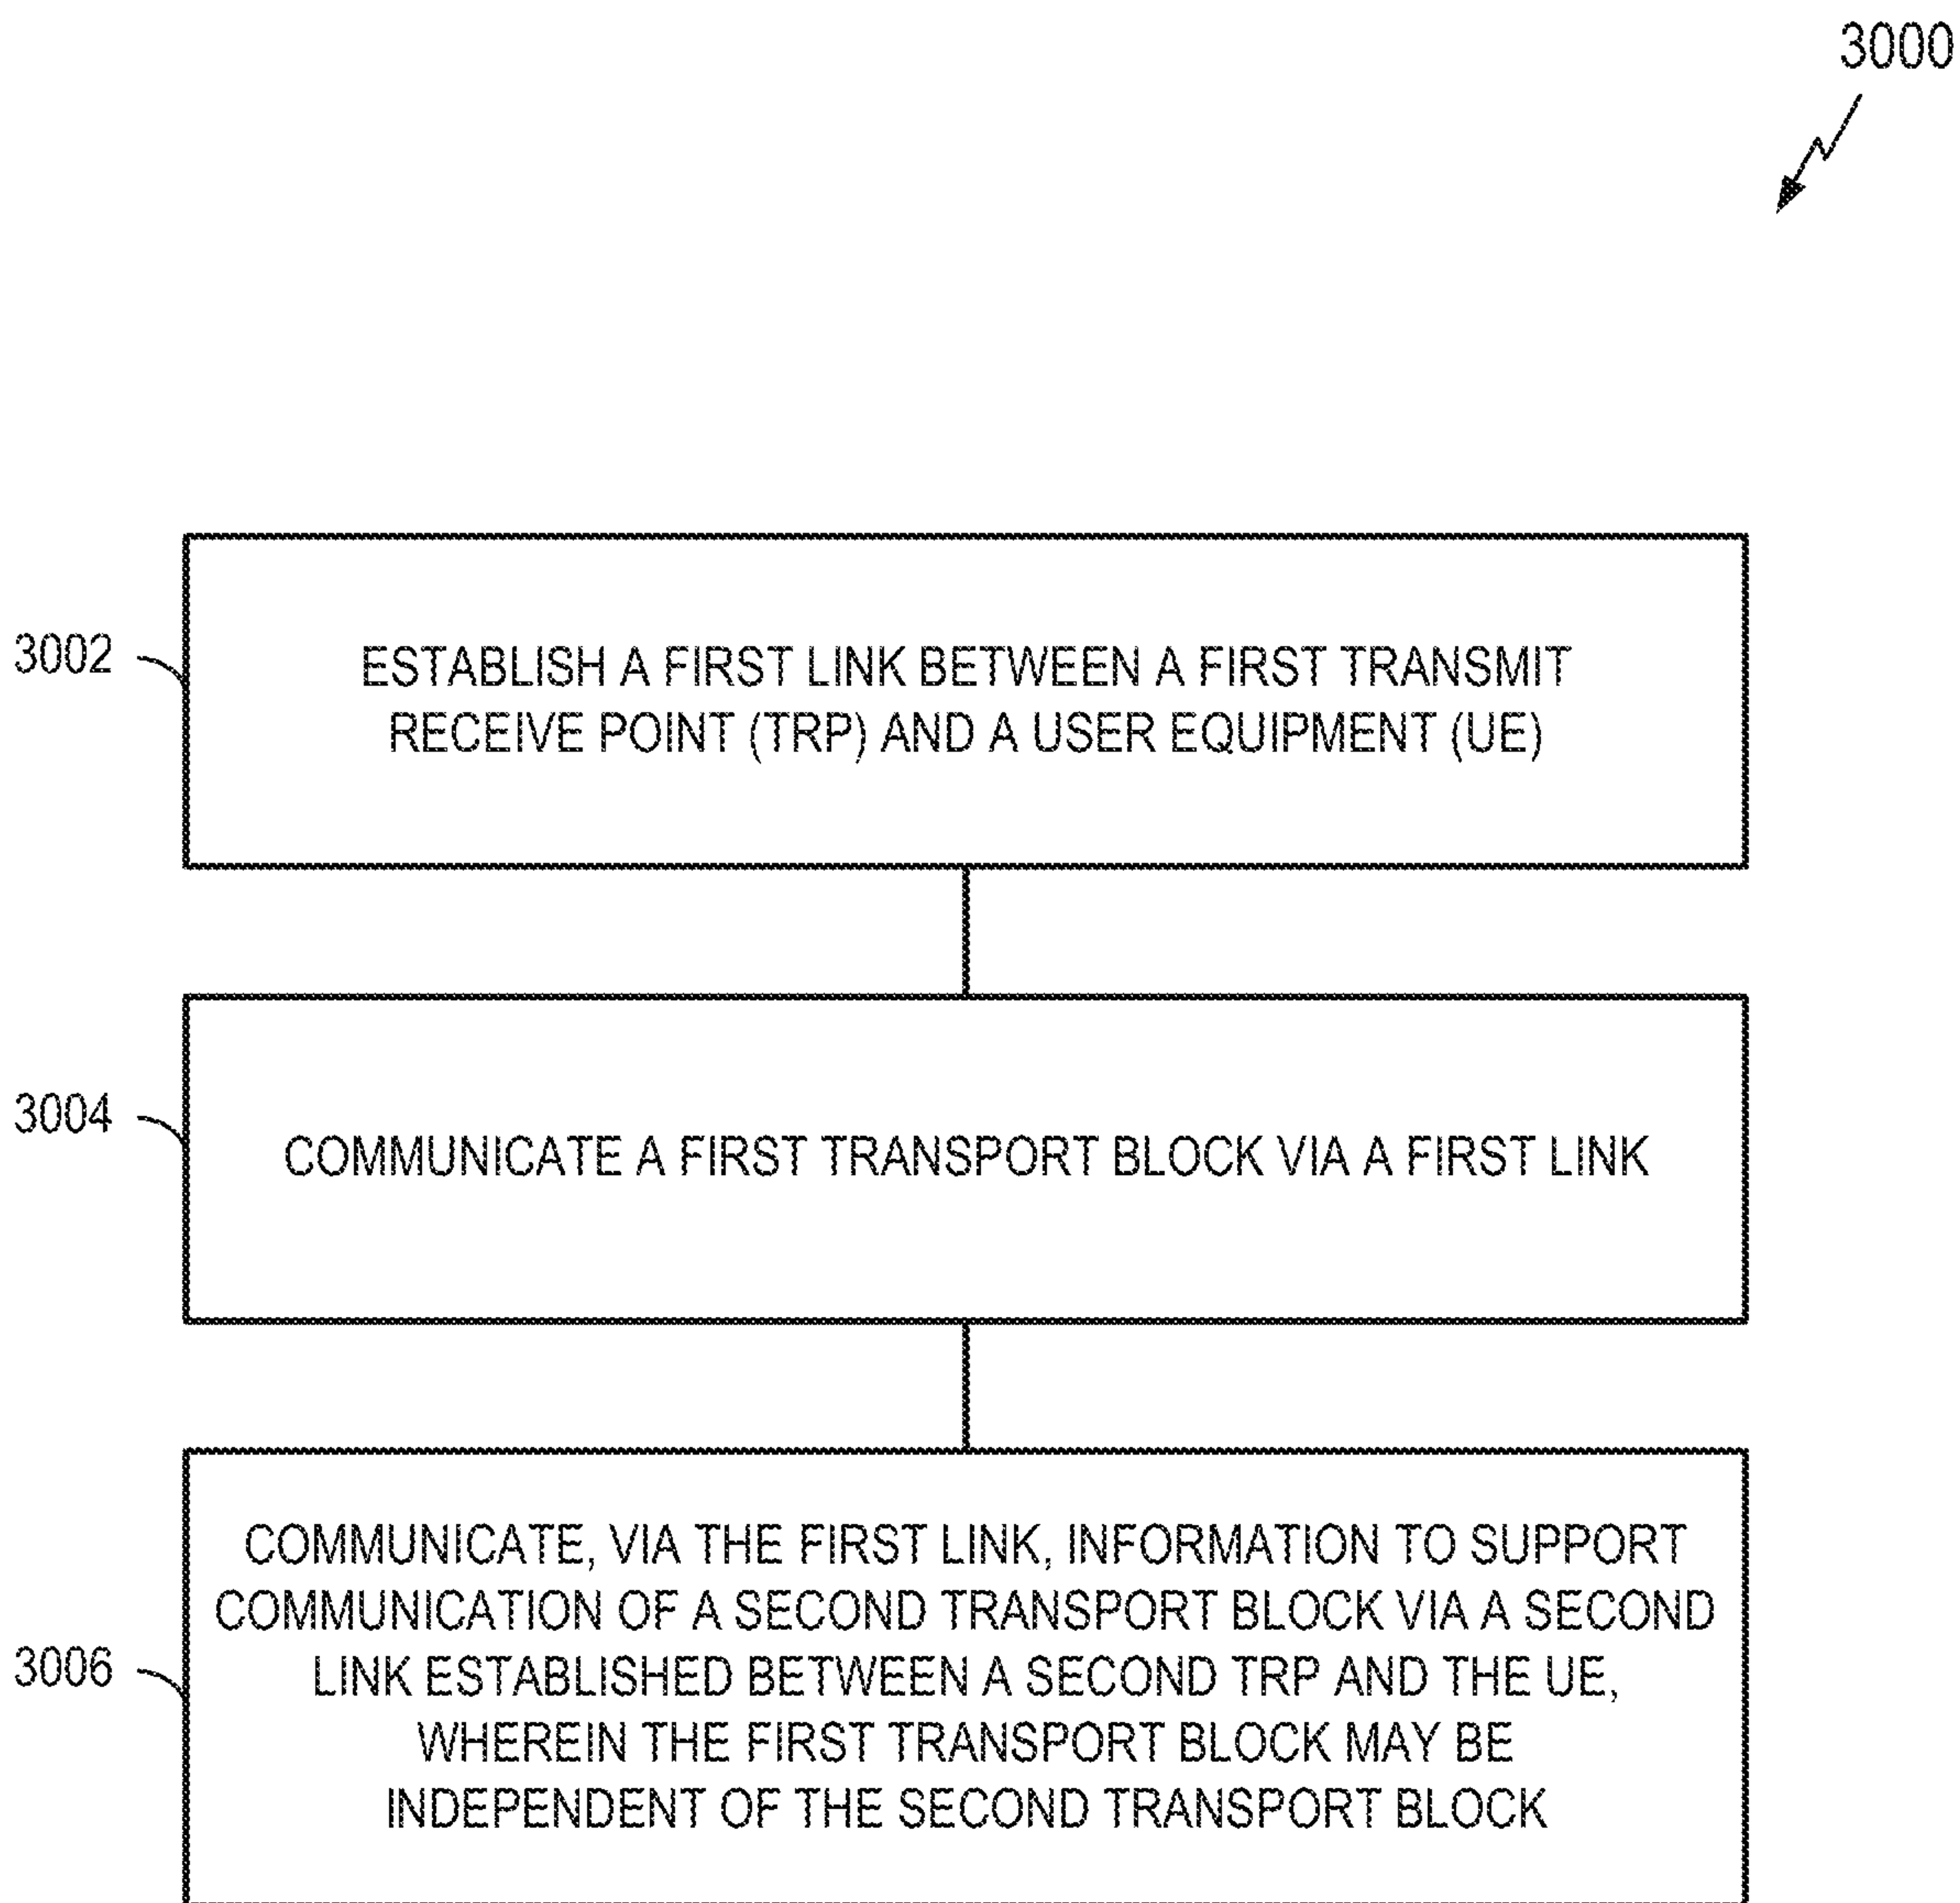 3000
3002
ESTABLISH A FIRST LINK BETWEEN A FIRST TRANSMIT
RECEIVE POINT (TRP) AND A USER EQUIPMENT (UE)
3004
COMMUNICATE A FIRST TRANSPORT BLOCK VIA A FIRST LINK
3006
COMMUNICATE, VIA THE FIRST LINK, INFORMATION TO SUPPORT
COMMUNICATION OF A SECOND TRANSPORT BLOCK VIA A SECOND
LINK ESTABLISHED BETWEEN A SECOND TRP AND THE UE,
WHEREIN THE FIRST TRANSPORT BLOCK MAY BE
INDEPENDENT OF THE SECOND TRANSPORT BLOCK